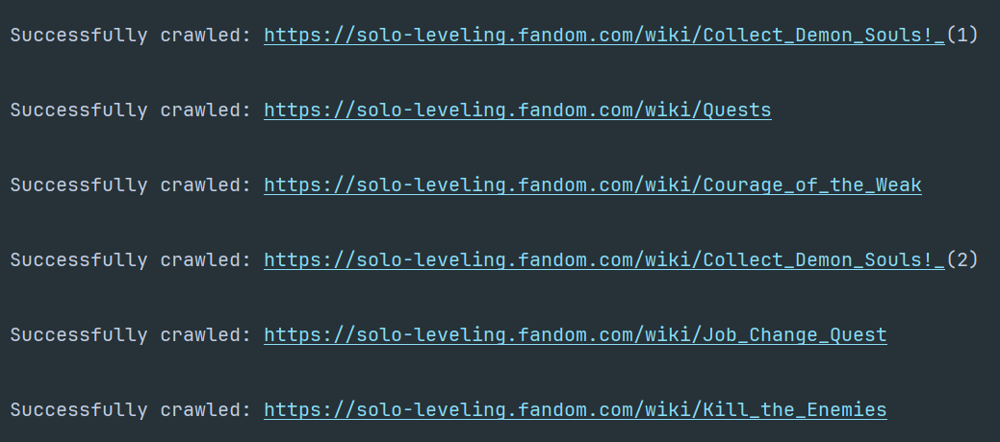 Successfully crawled: https://solo-leveling.fandom.com/wiki/Collect_Demon_Souls!_(1)
Successfully crawled: https://solo-leveling.fandom.com/wiki/Quests
Successfully crawled: https://solo-leveling.fandom.com/wiki/Courage_of_the_Weak
Successfully crawled: https://solo-leveling.fandom.com/wiki/Collect_Demon_Souls!_(2)
Successfully crawled: https://solo-leveling.fandom.com/wiki/Job_Change_Quest
Successfully crawled: https://solo-leveling.fandom.com/wiki/Kill_the_Enemies